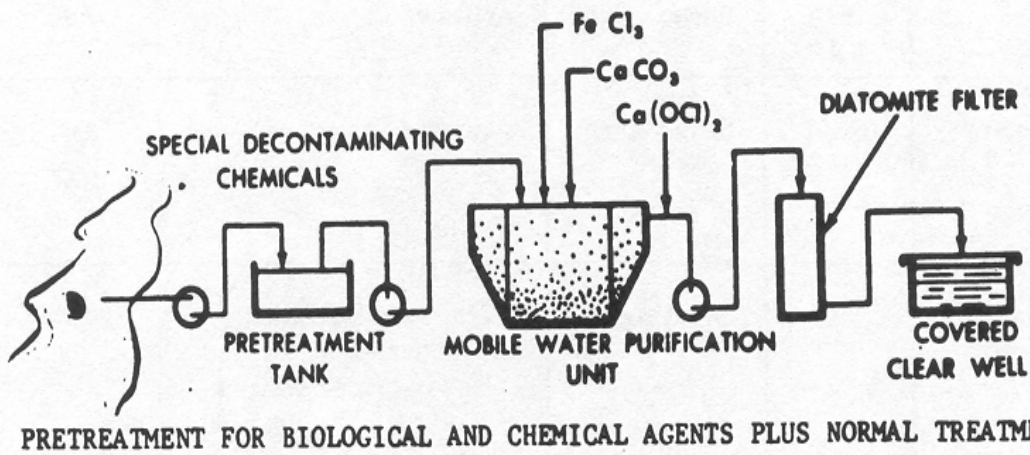 Fe Cl₃
CaCO₃
Ca(OCl)₂
DIATOMITE FILTER
SPECIAL DECONTAMINATING
CHEMICALS
PRETREATMENT
TANK
MOBILE WATER PURIFICATION
UNIT
COVERED
CLEAR WELL
PRETREATMENT FOR BIOLOGICAL AND CHEMICAL AGENTS PLUS NORMAL TREATM